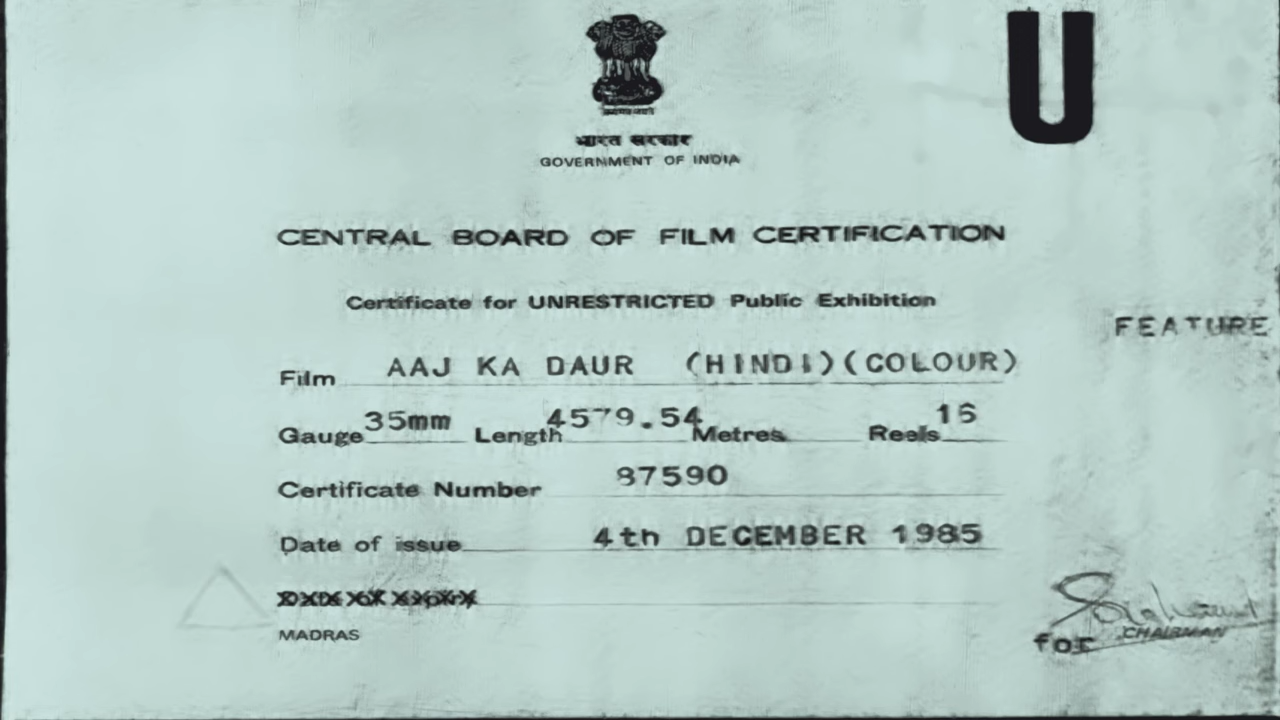 U
भारत सरकार
GOVERNMENT OF INDIA
CENTRAL BOARD OF FILM CERTIFICATION
Certificate for UNRESTRICTED Public Exhibition
FEATURE
Film AAJ KA DAUR (HINDI) (COLOUR)
Gauge 35mm Length 4579.54 Metres Reels 16
Certificate Number 87590
Date of issue 4th DECEMBER 1985
MADRAS
for CHAIRMAN